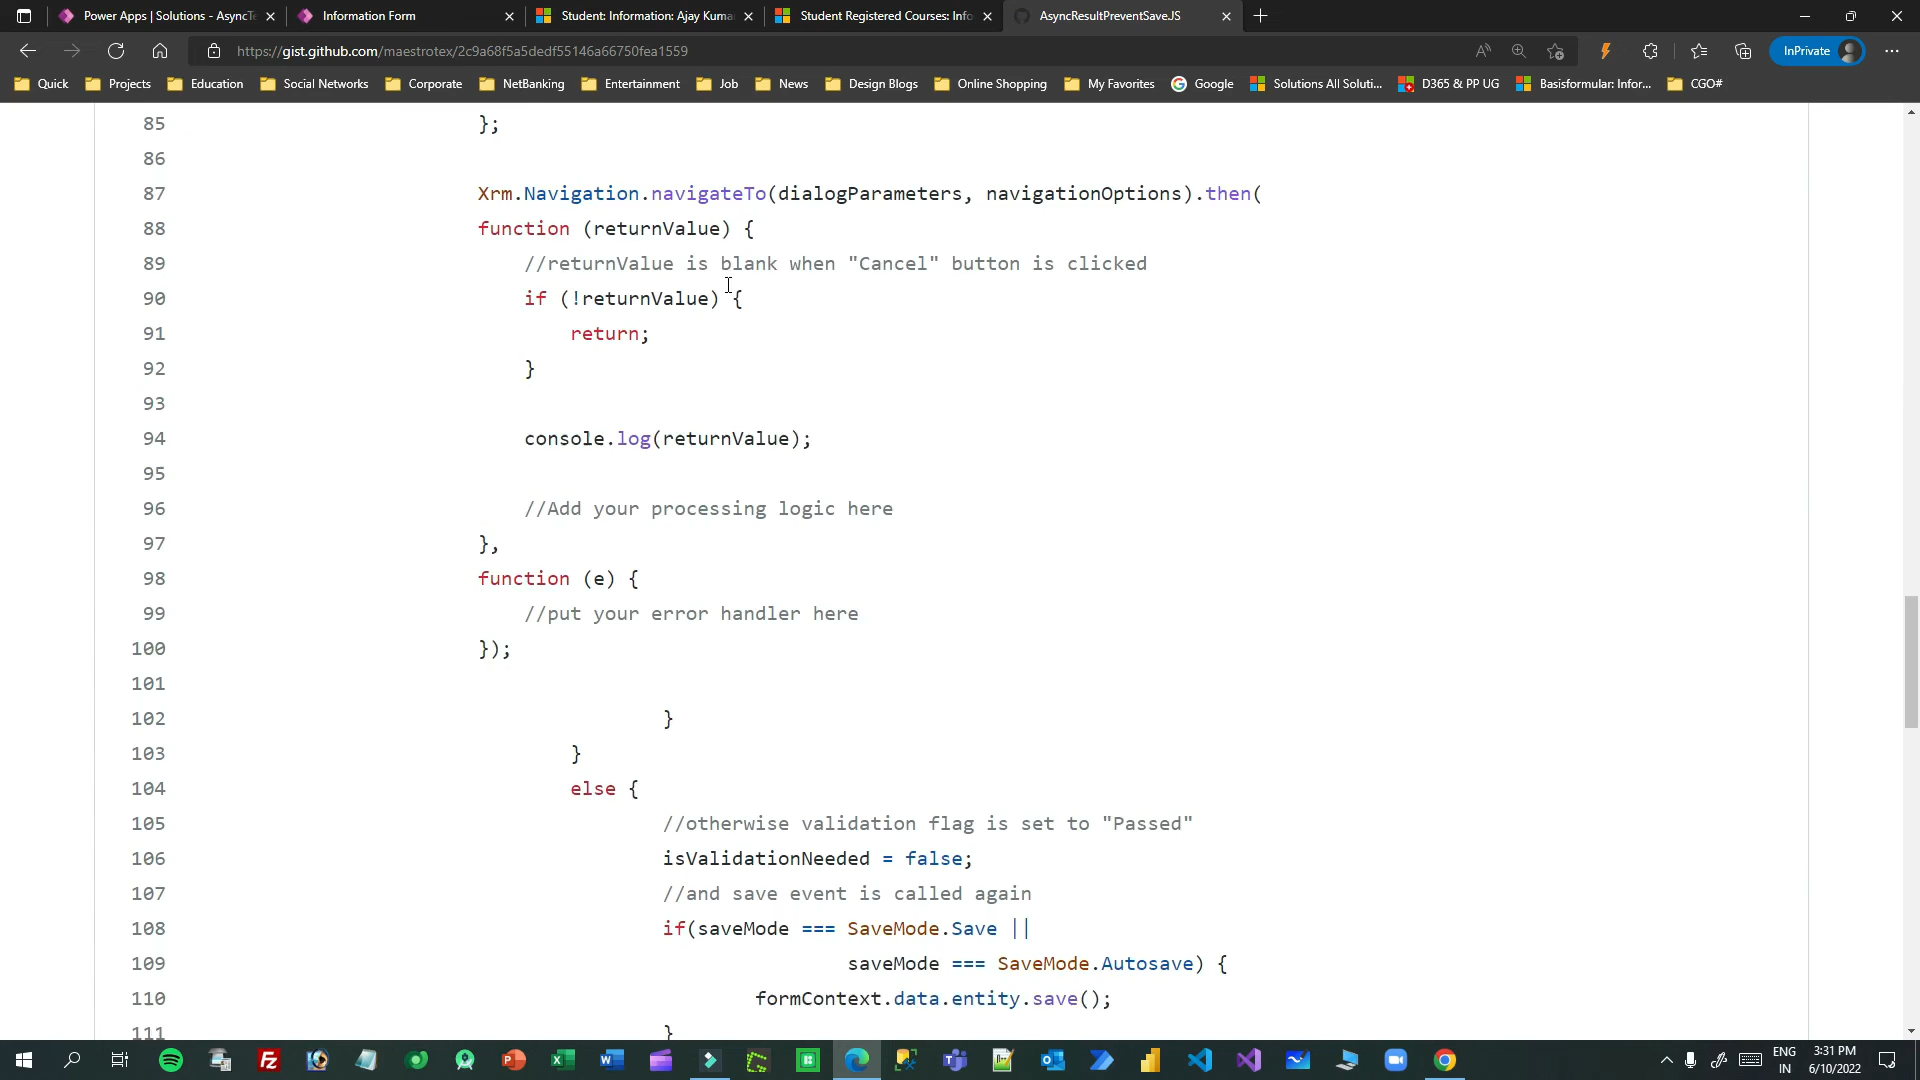 Power Apps | Solutions - AsyncTe
Information Form
Student: Information: Ajay Kuma
Student Registered Courses: Info
AsyncResultPreventSave.JS
https://gist.github.com/maestrotex/2c9a68f5a5dedf55146a66750fea1559
InPrivate
Quick
Projects
Education
Social Networks
Corporate
NetBanking
Entertainment
Job
News
Design Blogs
Online Shopping
My Favorites
Google
Solutions All Soluti...
D365 & PP UG
Basisformular: Infor...
CGO#
85 };
86
87 Xrm.Navigation.navigateTo(dialogParameters, navigationOptions).then(
88 function (returnValue) {
89 //returnValue is blank when "Cancel" button is clicked
90 if (!returnValue) {
91 return;
92 }
93
94 console.log(returnValue);
95
96 //Add your processing logic here
97 },
98 function (e) {
99 //put your error handler here
100 });
101
102 }
103 }
104 else {
105 //otherwise validation flag is set to "Passed"
106 isValidationNeeded = false;
107 //and save event is called again
108 if(saveMode === SaveMode.Save ||
109 saveMode === SaveMode.Autosave) {
110 formContext.data.entity.save();
111 }
ENG
IN
3:31 PM
6/10/2022